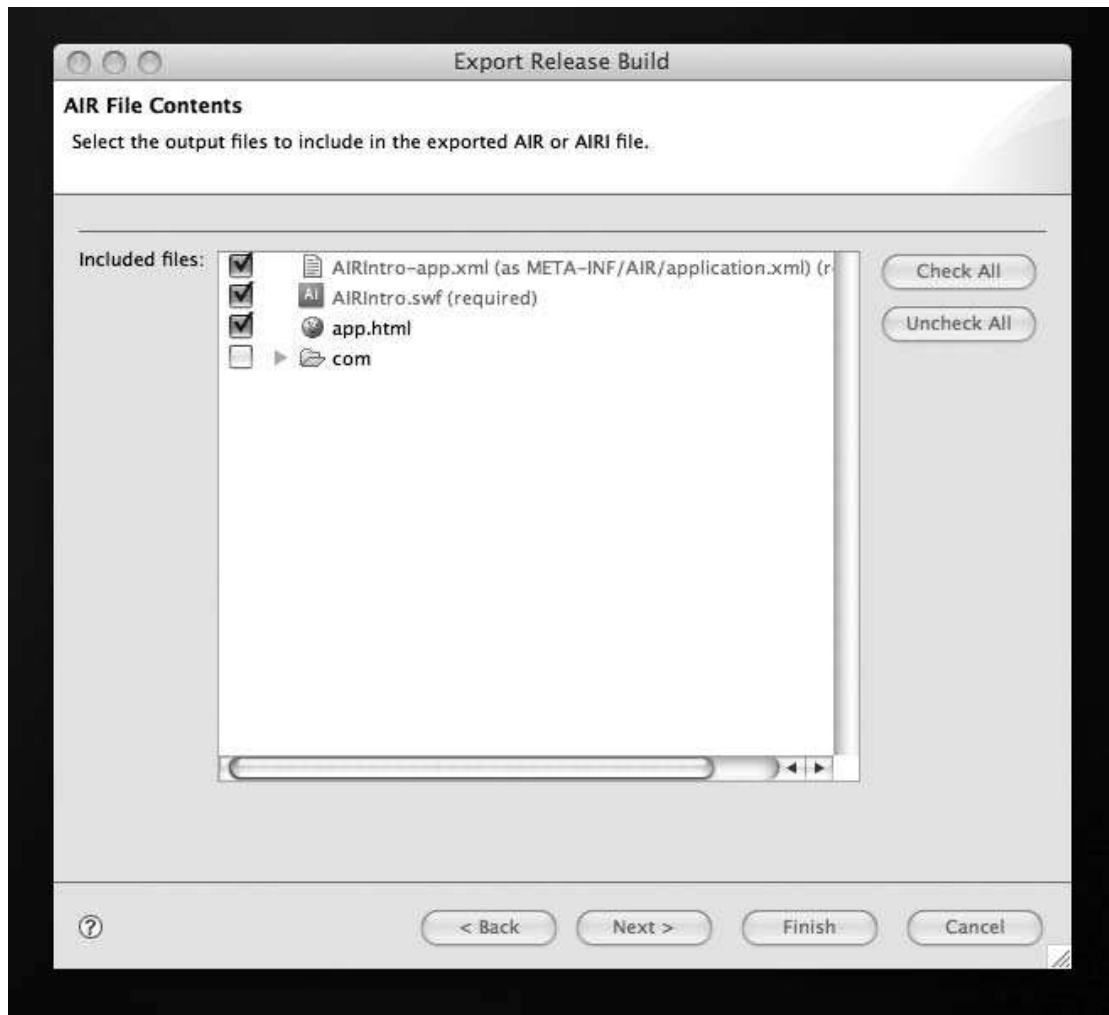 Export Release Build
AIR File Contents
Select the output files to include in the exported AIR or AIRI file.
Included files:
AIRIntro-app.xml (as META-INF/AIR/application.xml) (r
AI AIRIntro.swf (required)
app.html
com
Check All
Uncheck All
?
< Back
Next >
Finish
Cancel